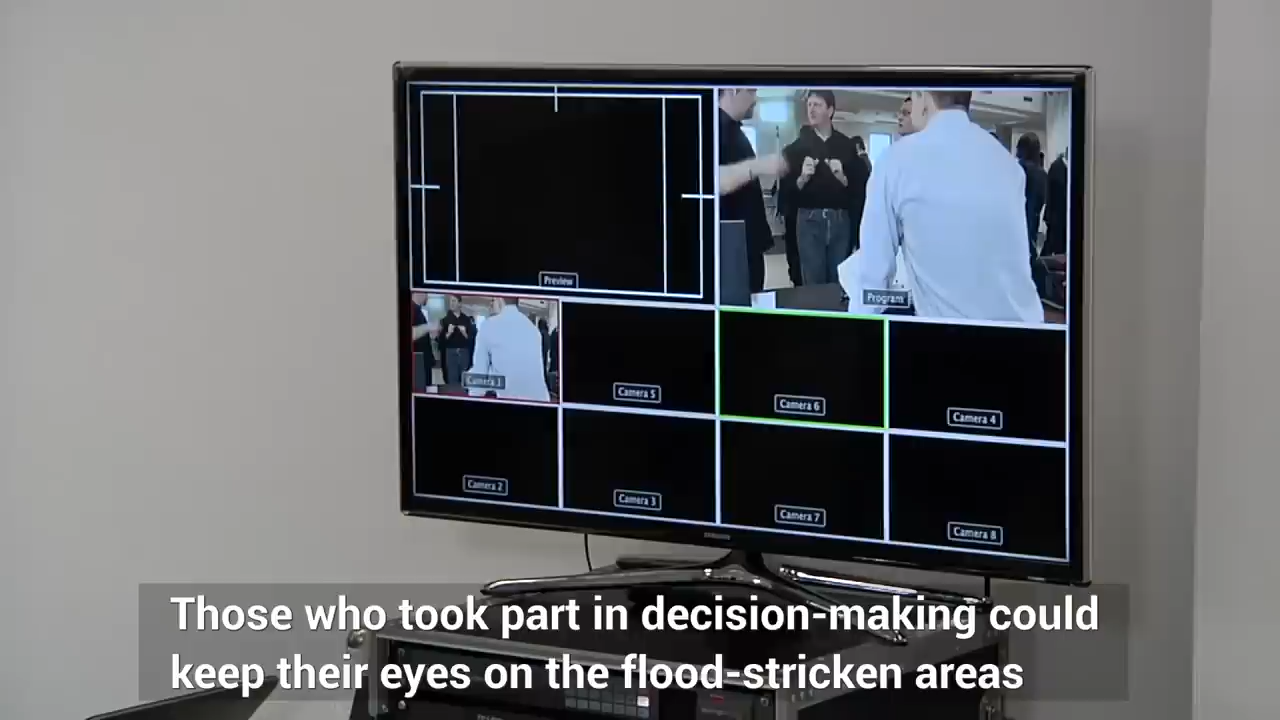 Preview
Program
Camera 1
Camera 5
Camera 6
Camera 4
Camera 2
Camera 3
Camera 7
Camera 8
SAMSUNG
Those who took part in decision-making could
keep their eyes on the flood-stricken areas